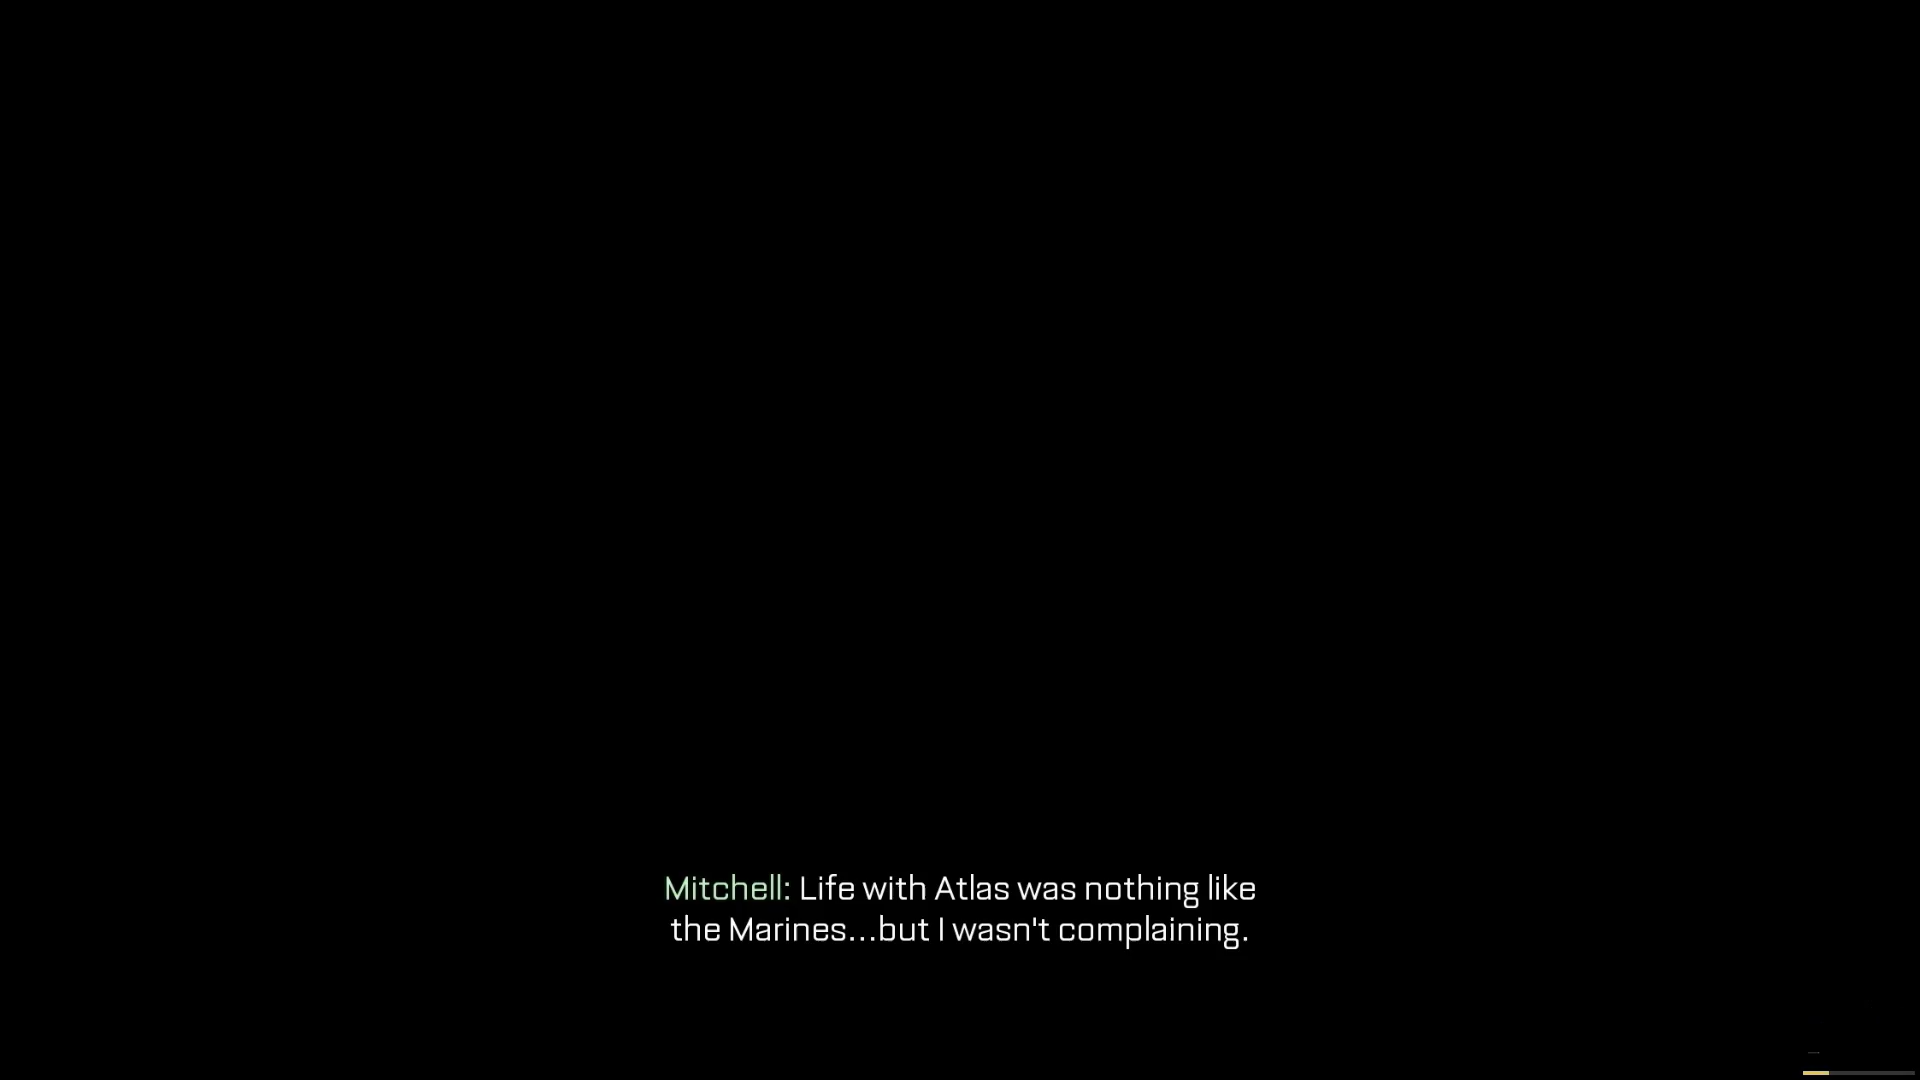 Mitchell: Life with Atlas was nothing like
the Marines...but I wasn't complaining.